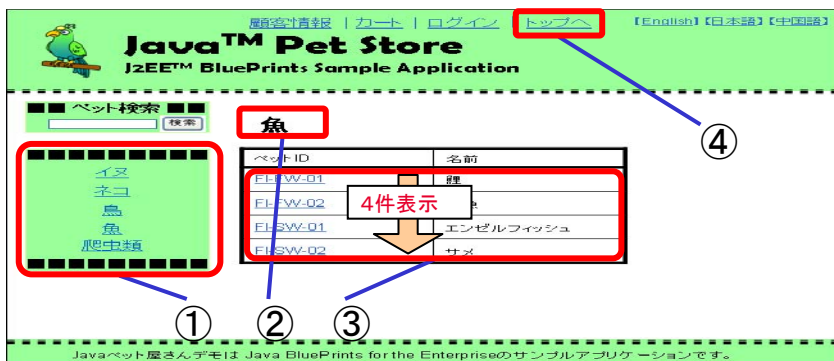 顧客情報 | カート | ログイン | トップへ
【English】【日本語】【中国語】
Java™ Pet Store
J2EE™ BluePrints Sample Application
ペット検索
検索
イヌ
ネコ
鳥
魚
爬虫類
魚
ペットID 名前
FI-FW-01 鯉
FI-FW-02
FI-SW-01 エンゼルフィッシュ
FI-SW-02 サメ
4件表示
①
②
③
④
Javaペット屋さんデモは Java BluePrints for the Enterpriseのサンプルアプリケーションです。